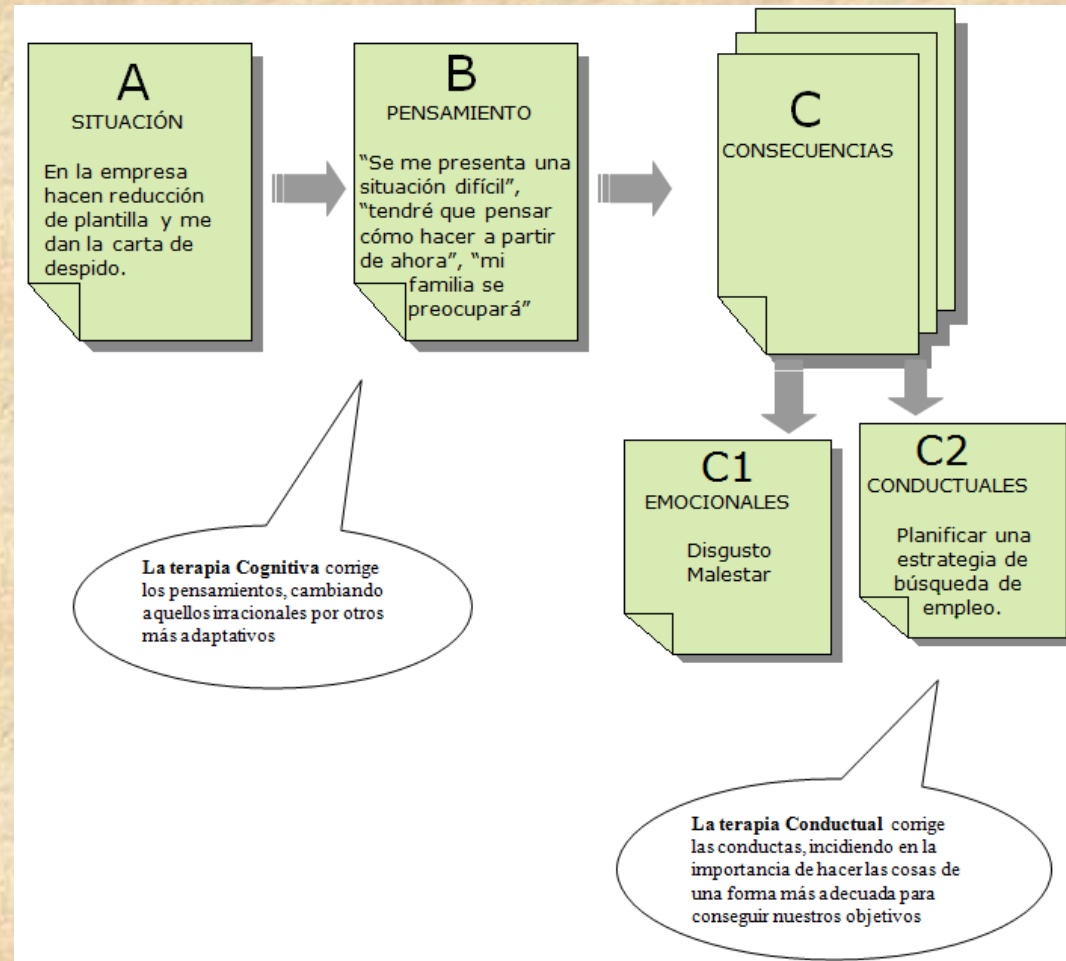 A
SITUACIÓN
En la empresa
hacen reducción
de plantilla y me
dan la carta de
despido.
B
PENSAMIENTO
“Se me presenta una
situación difícil”,
“tendré que pensar
cómo hacer a partir
de ahora”, “mi
familia se
preocupará”
C
CONSECUENCIAS
C1
EMOCIONALES
Disgusto
Malestar
C2
CONDUCTUALES
Planificar una
estrategia de
búsqueda de
empleo.
La terapia Cognitiva corrige
los pensamientos, cambiando
aquellos irracionales por otros
más adaptativos
La terapia Conductual corrige
las conductas, incidiendo en la
importancia de hacer las cosas de
una forma más adecuada para
conseguir nuestros objetivos